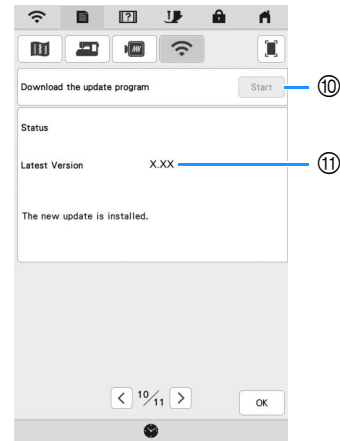 Download the update program
Start
⑩
Status
Latest Version
X.XX
⑪
The new update is installed.
10/11
OK